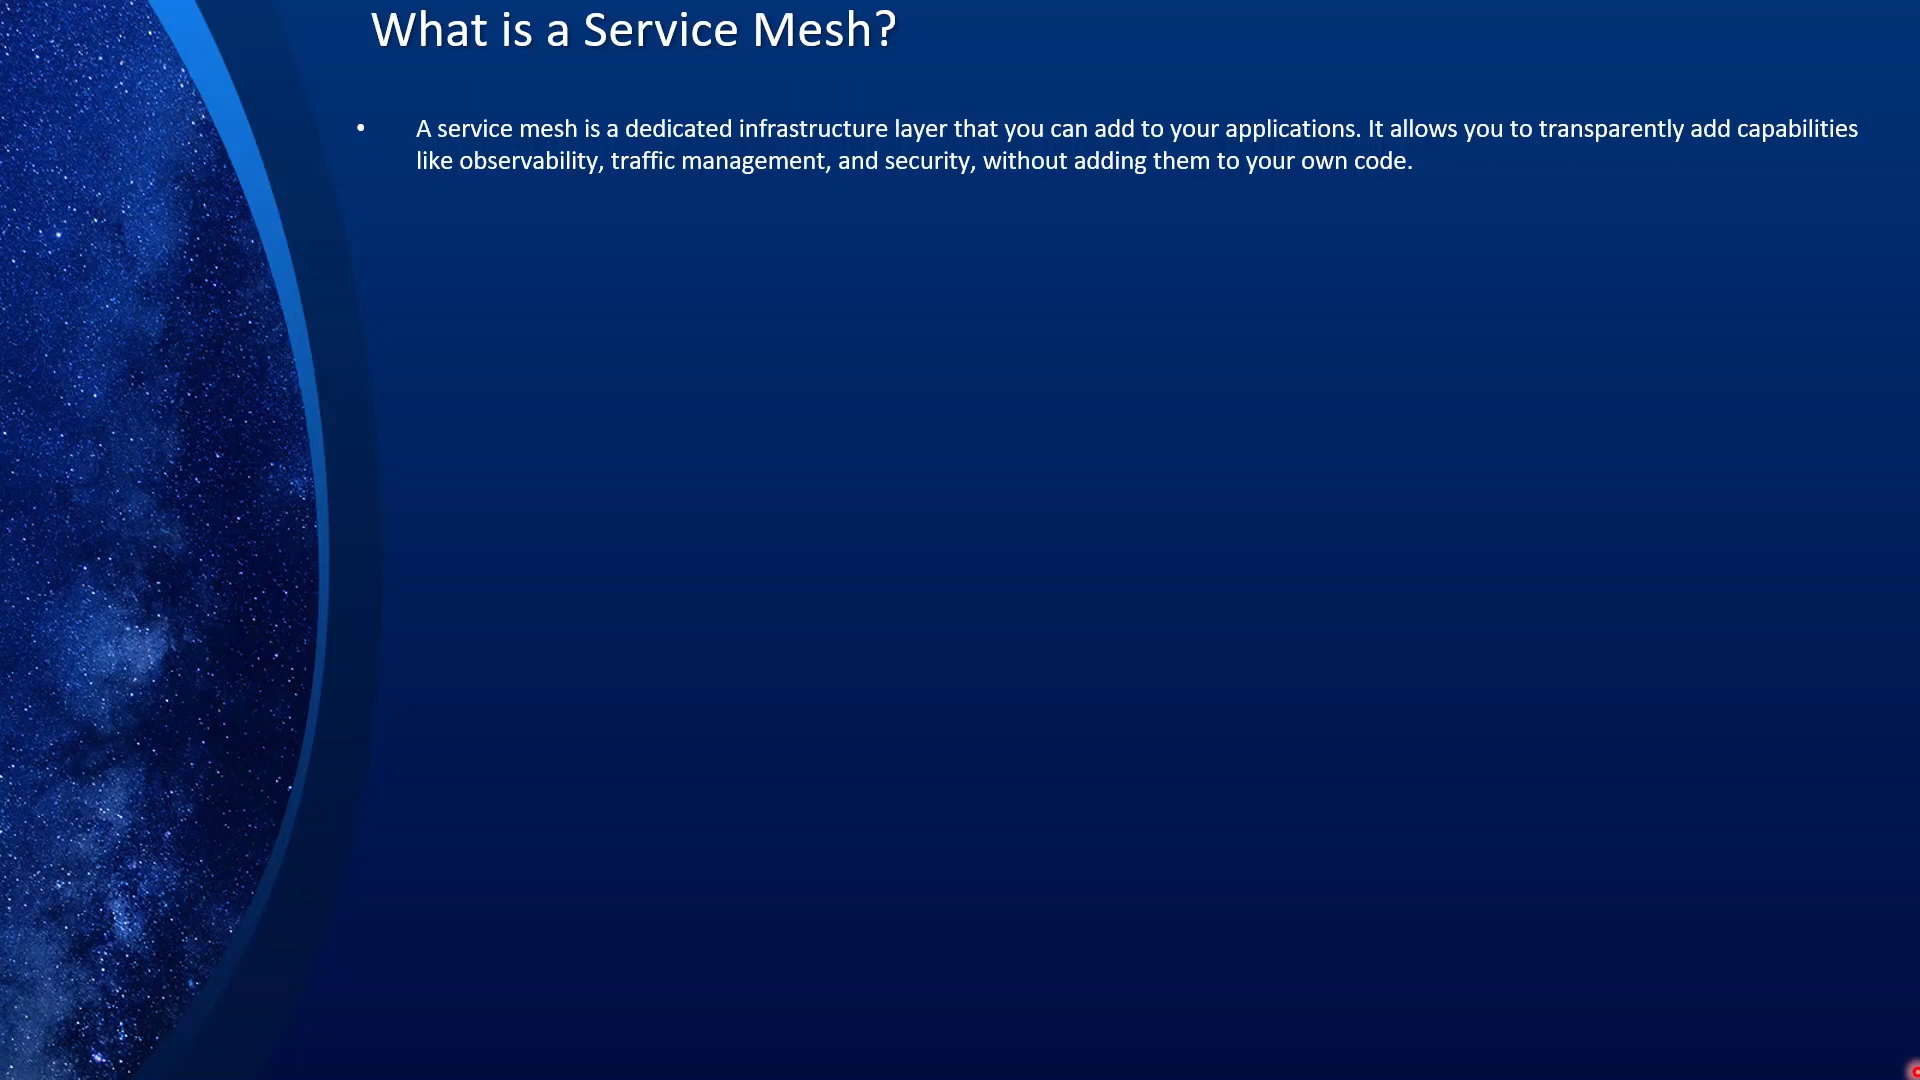 What is a Service Mesh?
• A service mesh is a dedicated infrastructure layer that you can add to your applications. It allows you to transparently add capabilities
like observability, traffic management, and security, without adding them to your own code.